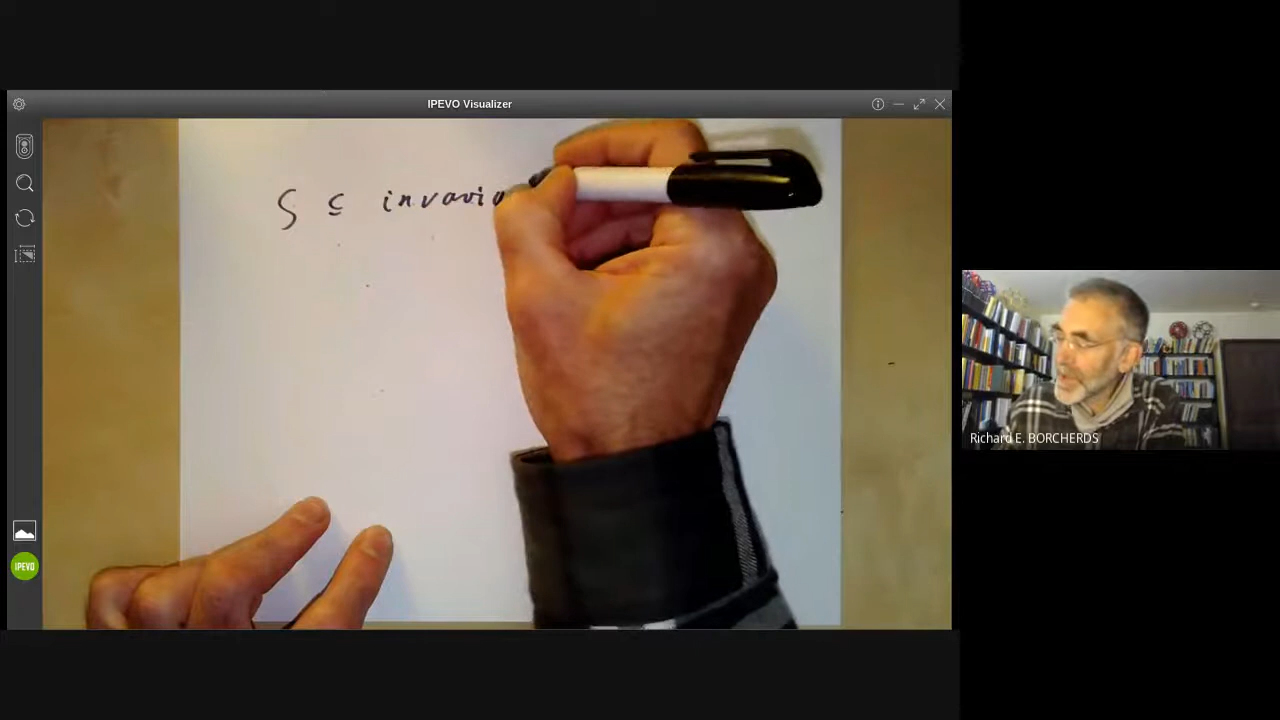 IPEVO Visualizer
S ⊆ invaria
IPEVO
Richard E. BORCHERDS